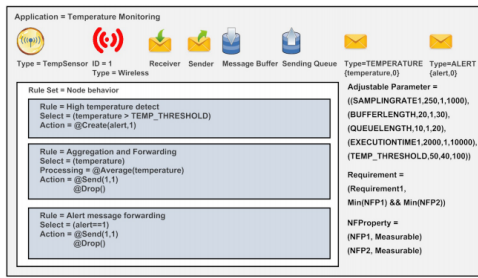 Application = Temperature Monitoring
Type = TempSensor
ID = 1
Type = Wireless
Receiver
Sender
Message Buffer
Sending Queue
Type=TEMPERATURE
{temperature,0}
Type=ALERT
{alert,0}
Rule Set = Node behavior
Rule = High temperature detect
Select = (temperature > TEMP_THRESHOLD)
Action = @Create(alert,1)
Rule = Aggregation and Forwarding
Select = (temperature)
Processing = @Average(temperature)
Action = @Send(1,1)
@Drop()
Rule = Alert message forwarding
Select = (alert==1)
Action = @Send(1,1)
@Drop()
Adjustable Parameter =
((SAMPLINGRATE1,250,1,1000),
(BUFFERLENGTH,20,1,30),
(QUEUELENGTH,10,1,20),
(EXECUTIONTIME1,2000,1,10000),
(TEMP_THRESHOLD,50,40,100))
Requirement =
(Requirement1,
Min(NFP1) && Min(NFP2))
NFProperty =
(NFP1, Measurable)
(NFP2, Measurable)